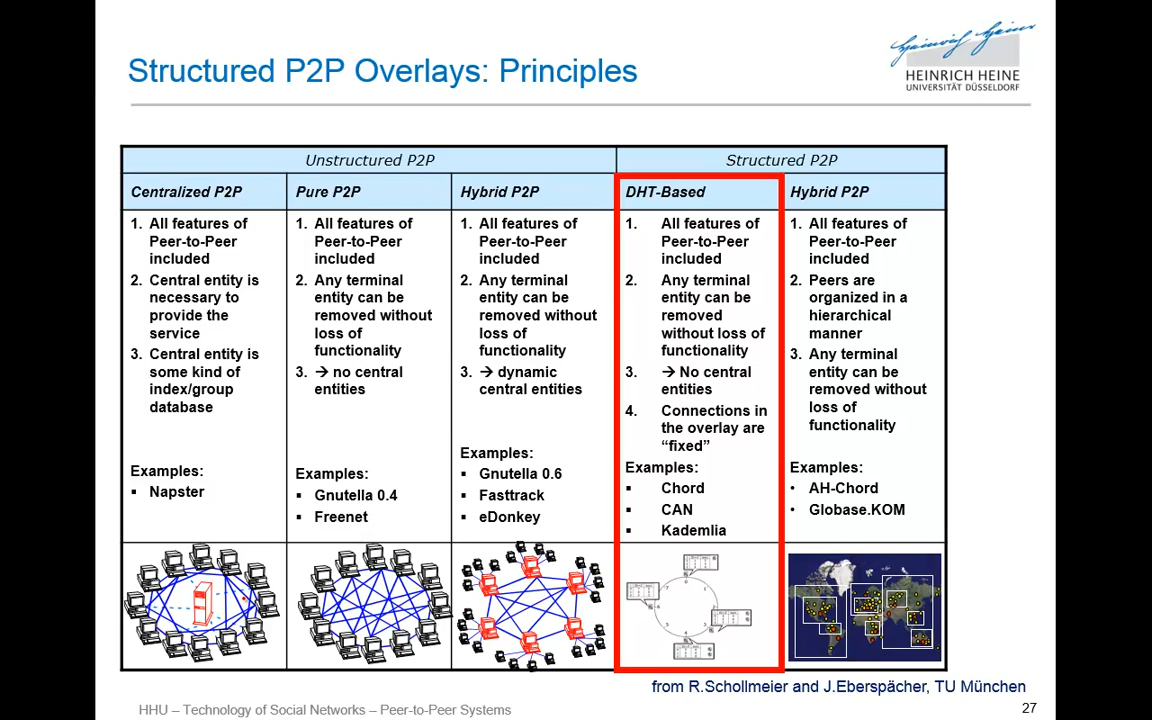 Structured P2P Overlays: Principles
HEINRICH HEINE
UNIVERSITÄT DÜSSELDORF
Unstructured P2P
Structured P2P
Centralized P2P
1. All features of
Peer-to-Peer
included
2. Central entity is
necessary to
provide the
service
3. Central entity is
some kind of
index/group
database
Examples:
▪ Napster
Pure P2P
1. All features of
Peer-to-Peer
included
2. Any terminal
entity can be
removed without
loss of
functionality
3. → no central
entities
Examples:
▪ Gnutella 0.4
▪ Freenet
Hybrid P2P
1. All features of
Peer-to-Peer
included
2. Any terminal
entity can be
removed without
loss of
functionality
3. → dynamic
central entities
Examples:
▪ Gnutella 0.6
▪ Fasttrack
▪ eDonkey
DHT-Based
1. All features of
Peer-to-Peer
included
2. Any terminal
entity can be
removed
without loss of
functionality
3. → No central
entities
4. Connections in
the overlay are
“fixed”
Examples:
▪ Chord
▪ CAN
▪ Kademlia
Hybrid P2P
1. All features of
Peer-to-Peer
included
2. Peers are
organized in a
hierarchical
manner
3. Any terminal
entity can be
removed without
loss of
functionality
Examples:
• AH-Chord
• Globase.KOM
from R.Schollmeier and J.Eberspächer, TU München
HHU – Technology of Social Networks – Peer-to-Peer Systems
27